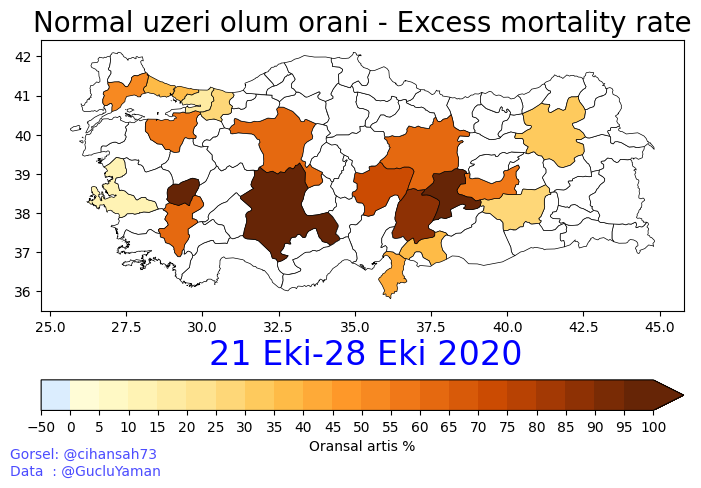 Normal uzeri olum orani - Excess mortality rate
42
41
40
39
38
37
36
25.0 27.5 30.0 32.5 35.0 37.5 40.0 42.5 45.0
21 Eki-28 Eki 2020
−50 0 5 10 15 20 25 30 35 40 45 50 55 60 65 70 75 80 85 90 95 100
Oransal artis %
Gorsel: @cihansah73
Data : @GucluYaman